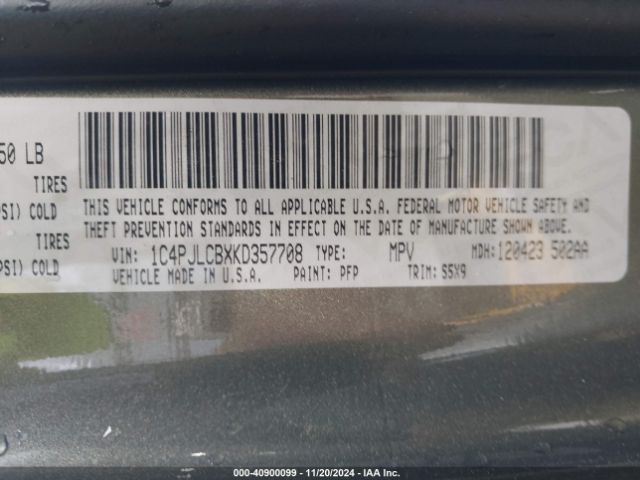 50 LB
TIRES
PSI) COLD
TIRES
PSI) COLD
THIS VEHICLE CONFORMS TO ALL APPLICABLE U.S.A. FEDERAL MOTOR VEHICLE SAFETY AND
THEFT PREVENTION STANDARDS IN EFFECT ON THE DATE OF MANUFACTURE SHOWN ABOVE.
VIN: 1C4PJLCBXKD357708 TYPE: MPV MDH:120423 502AA
VEHICLE MADE IN U.S.A. PAINT: PFP TRIM: S5X9
000-40900099 — 11/20/2024 — IAA Inc.